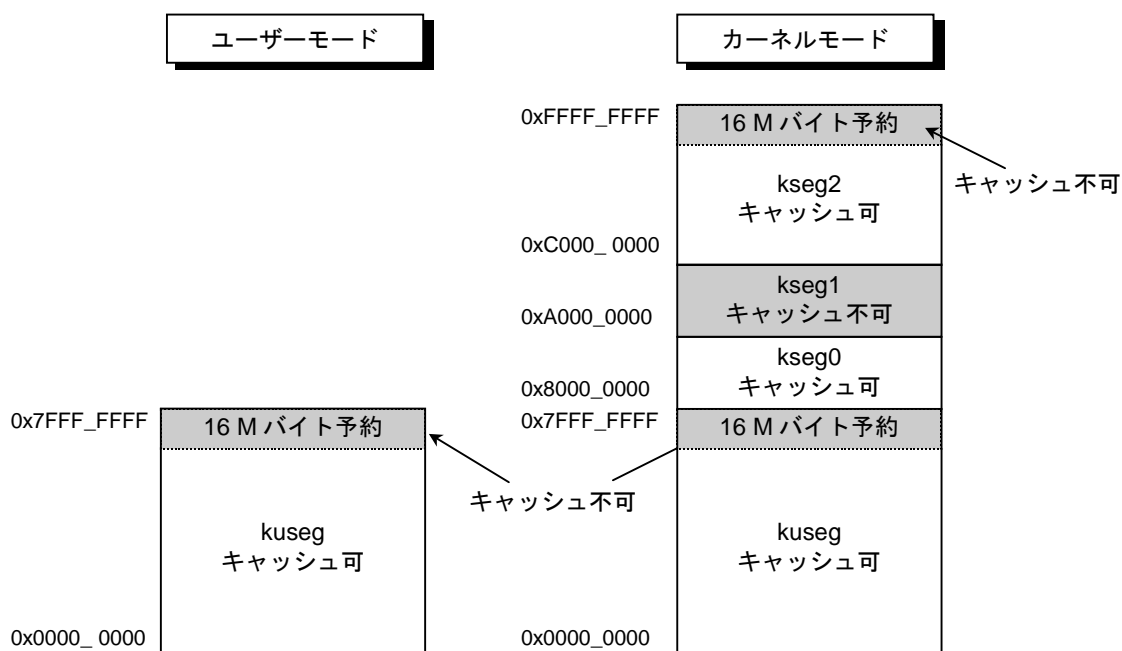 ユーザーモード
カーネルモード
0xFFFF_FFFF
16 M バイト予約
キャッシュ不可
kseg2
キャッシュ可
0xC000_ 0000
kseg1
キャッシュ不可
0xA000_0000
kseg0
キャッシュ可
0x8000_0000
0x7FFF_FFFF
16 M バイト予約
0x7FFF_FFFF
16 M バイト予約
キャッシュ不可
kuseg
キャッシュ可
kuseg
キャッシュ可
0x0000_ 0000
0x0000_0000